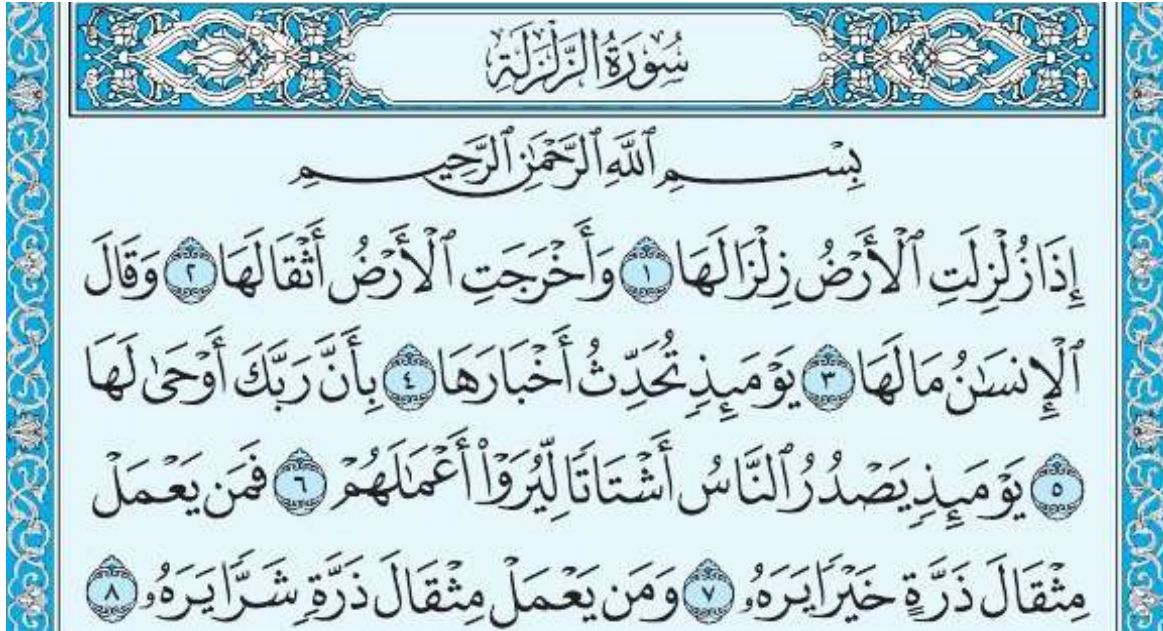 سُورَةُ الزَّلْزَلَةِ
بِسْمِ ٱللَّهِ ٱلرَّحْمَٰنِ ٱلرَّحِيمِ
إِذَا زُلْزِلَتِ ٱلْأَرْضُ زِلْزَالَهَا ١ وَأَخْرَجَتِ ٱلْأَرْضُ أَثْقَالَهَا ٢ وَقَالَ
ٱلْإِنسَٰنُ مَا لَهَا ٣ يَوْمَئِذٍ تُحَدِّثُ أَخْبَارَهَا ٤ بِأَنَّ رَبَّكَ أَوْحَىٰ لَهَا
٥ يَوْمَئِذٍ يَصْدُرُ ٱلنَّاسُ أَشْتَاتًا لِّيُرَوْا۟ أَعْمَٰلَهُمْ ٦ فَمَن يَعْمَلْ
مِثْقَالَ ذَرَّةٍ خَيْرًا يَرَهُۥ ٧ وَمَن يَعْمَلْ مِثْقَالَ ذَرَّةٍ شَرًّا يَرَهُۥ ٨